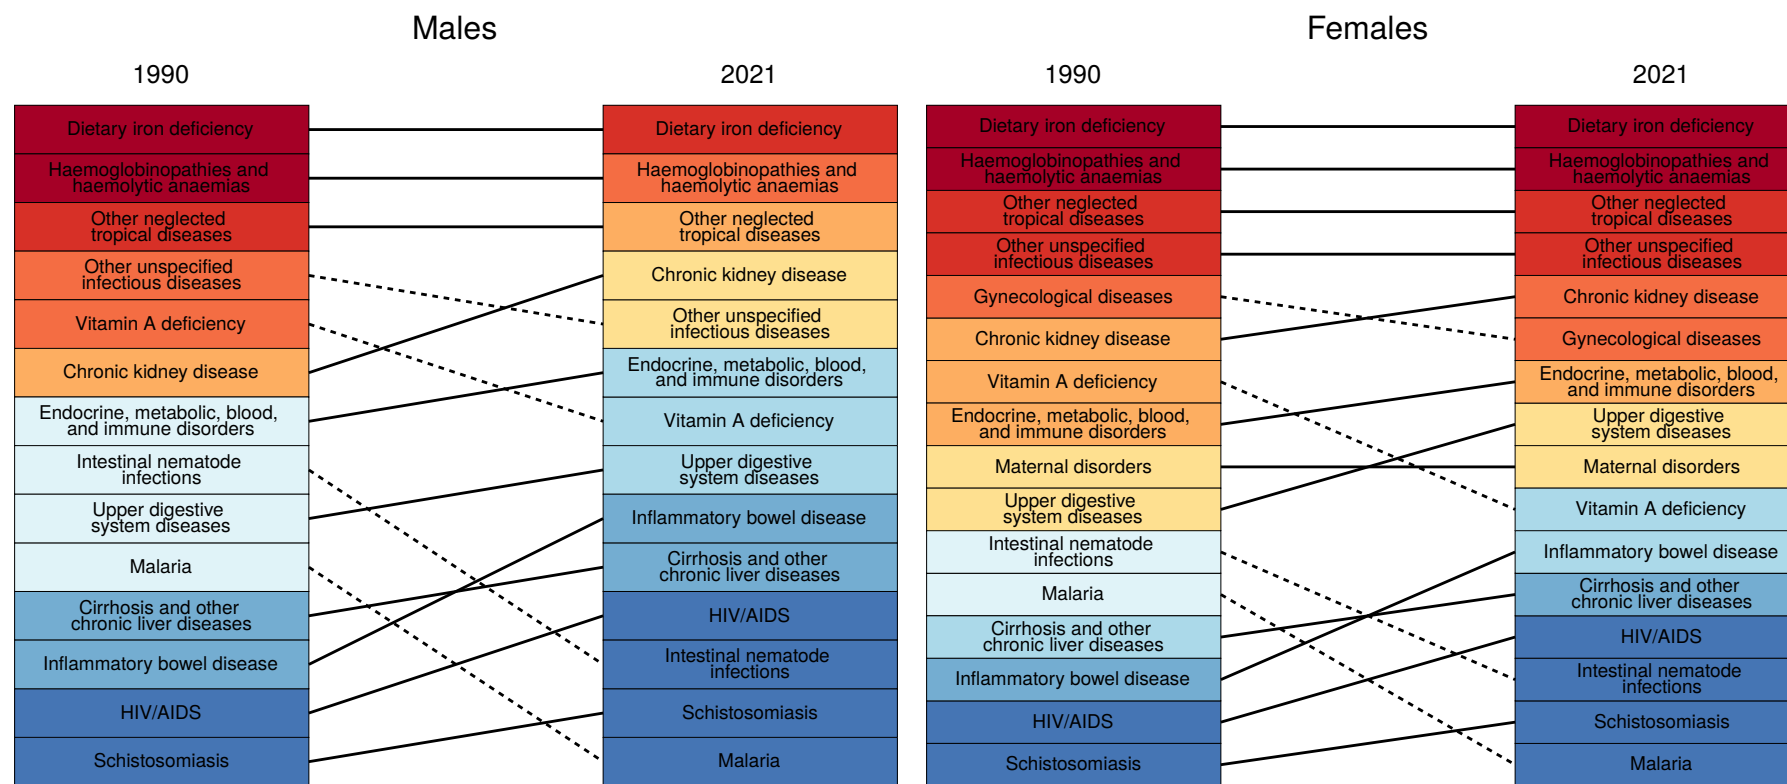 Males
1990
2021
Dietary iron deficiency
Haemoglobinopathies and
haemolytic anaemias
Other neglected
tropical diseases
Other unspecified
infectious diseases
Vitamin A deficiency
Chronic kidney disease
Endocrine, metabolic, blood,
and immune disorders
Intestinal nematode
infections
Upper digestive
system diseases
Malaria
Cirrhosis and other
chronic liver diseases
Inflammatory bowel disease
HIV/AIDS
Schistosomiasis
Dietary iron deficiency
Haemoglobinopathies and
haemolytic anaemias
Other neglected
tropical diseases
Chronic kidney disease
Other unspecified
infectious diseases
Endocrine, metabolic, blood,
and immune disorders
Vitamin A deficiency
Upper digestive
system diseases
Inflammatory bowel disease
Cirrhosis and other
chronic liver diseases
HIV/AIDS
Intestinal nematode
infections
Schistosomiasis
Malaria
Females
1990
2021
Dietary iron deficiency
Haemoglobinopathies and
haemolytic anaemias
Other neglected
tropical diseases
Other unspecified
infectious diseases
Gynecological diseases
Chronic kidney disease
Vitamin A deficiency
Endocrine, metabolic, blood,
and immune disorders
Maternal disorders
Upper digestive
system diseases
Intestinal nematode
infections
Malaria
Cirrhosis and other
chronic liver diseases
Inflammatory bowel disease
HIV/AIDS
Schistosomiasis
Dietary iron deficiency
Haemoglobinopathies and
haemolytic anaemias
Other neglected
tropical diseases
Other unspecified
infectious diseases
Chronic kidney disease
Gynecological diseases
Endocrine, metabolic, blood,
and immune disorders
Upper digestive
system diseases
Maternal disorders
Vitamin A deficiency
Inflammatory bowel disease
Cirrhosis and other
chronic liver diseases
HIV/AIDS
Intestinal nematode
infections
Schistosomiasis
Malaria